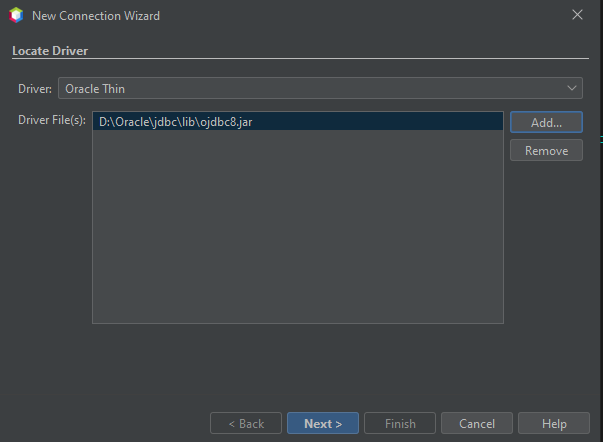 New Connection Wizard
Locate Driver
Driver: Oracle Thin
Driver File(s): D:\Oracle\jdbc\lib\ojdbc8.jar
Add...
Remove
< Back Next > Finish Cancel Help